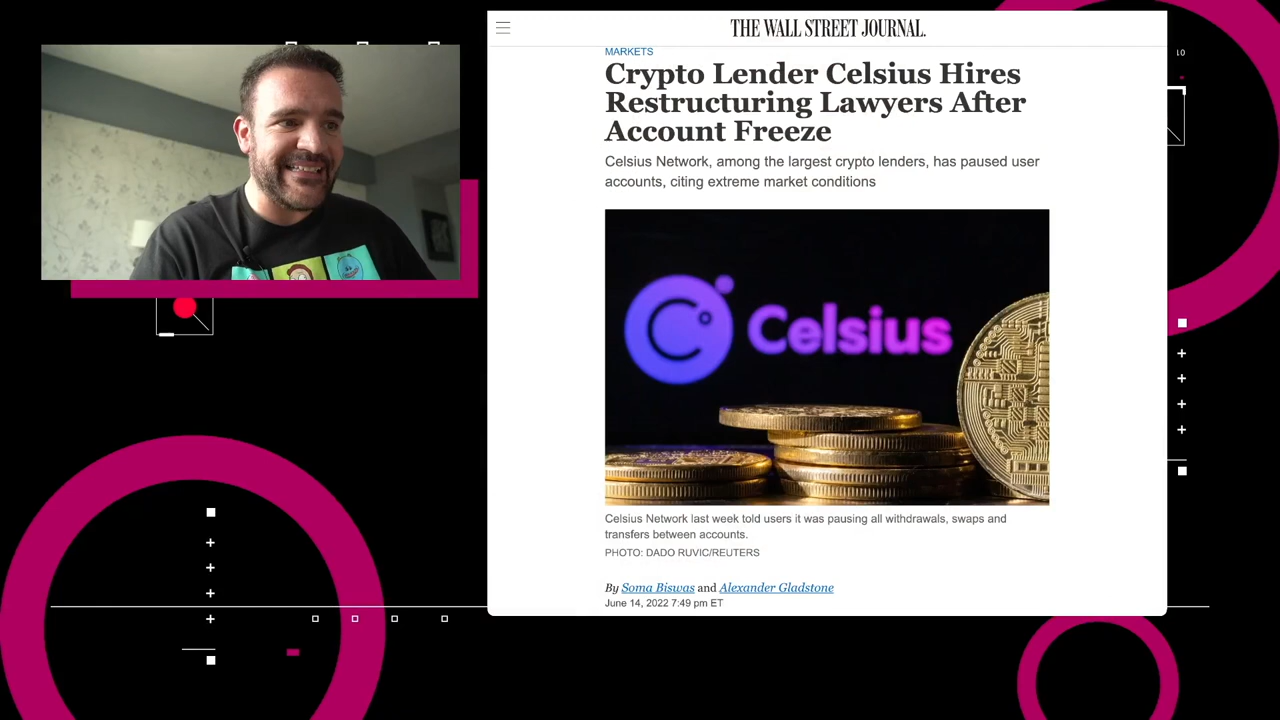 THE WALL STREET JOURNAL.
MARKETS
Crypto Lender Celsius Hires
Restructuring Lawyers After
Account Freeze
Celsius Network, among the largest crypto lenders, has paused user
accounts, citing extreme market conditions
Celsius
Celsius Network last week told users it was pausing all withdrawals, swaps and
transfers between accounts.
PHOTO: DADO RUVIC/REUTERS
By Soma Biswas and Alexander Gladstone
June 14, 2022 7:49 pm ET